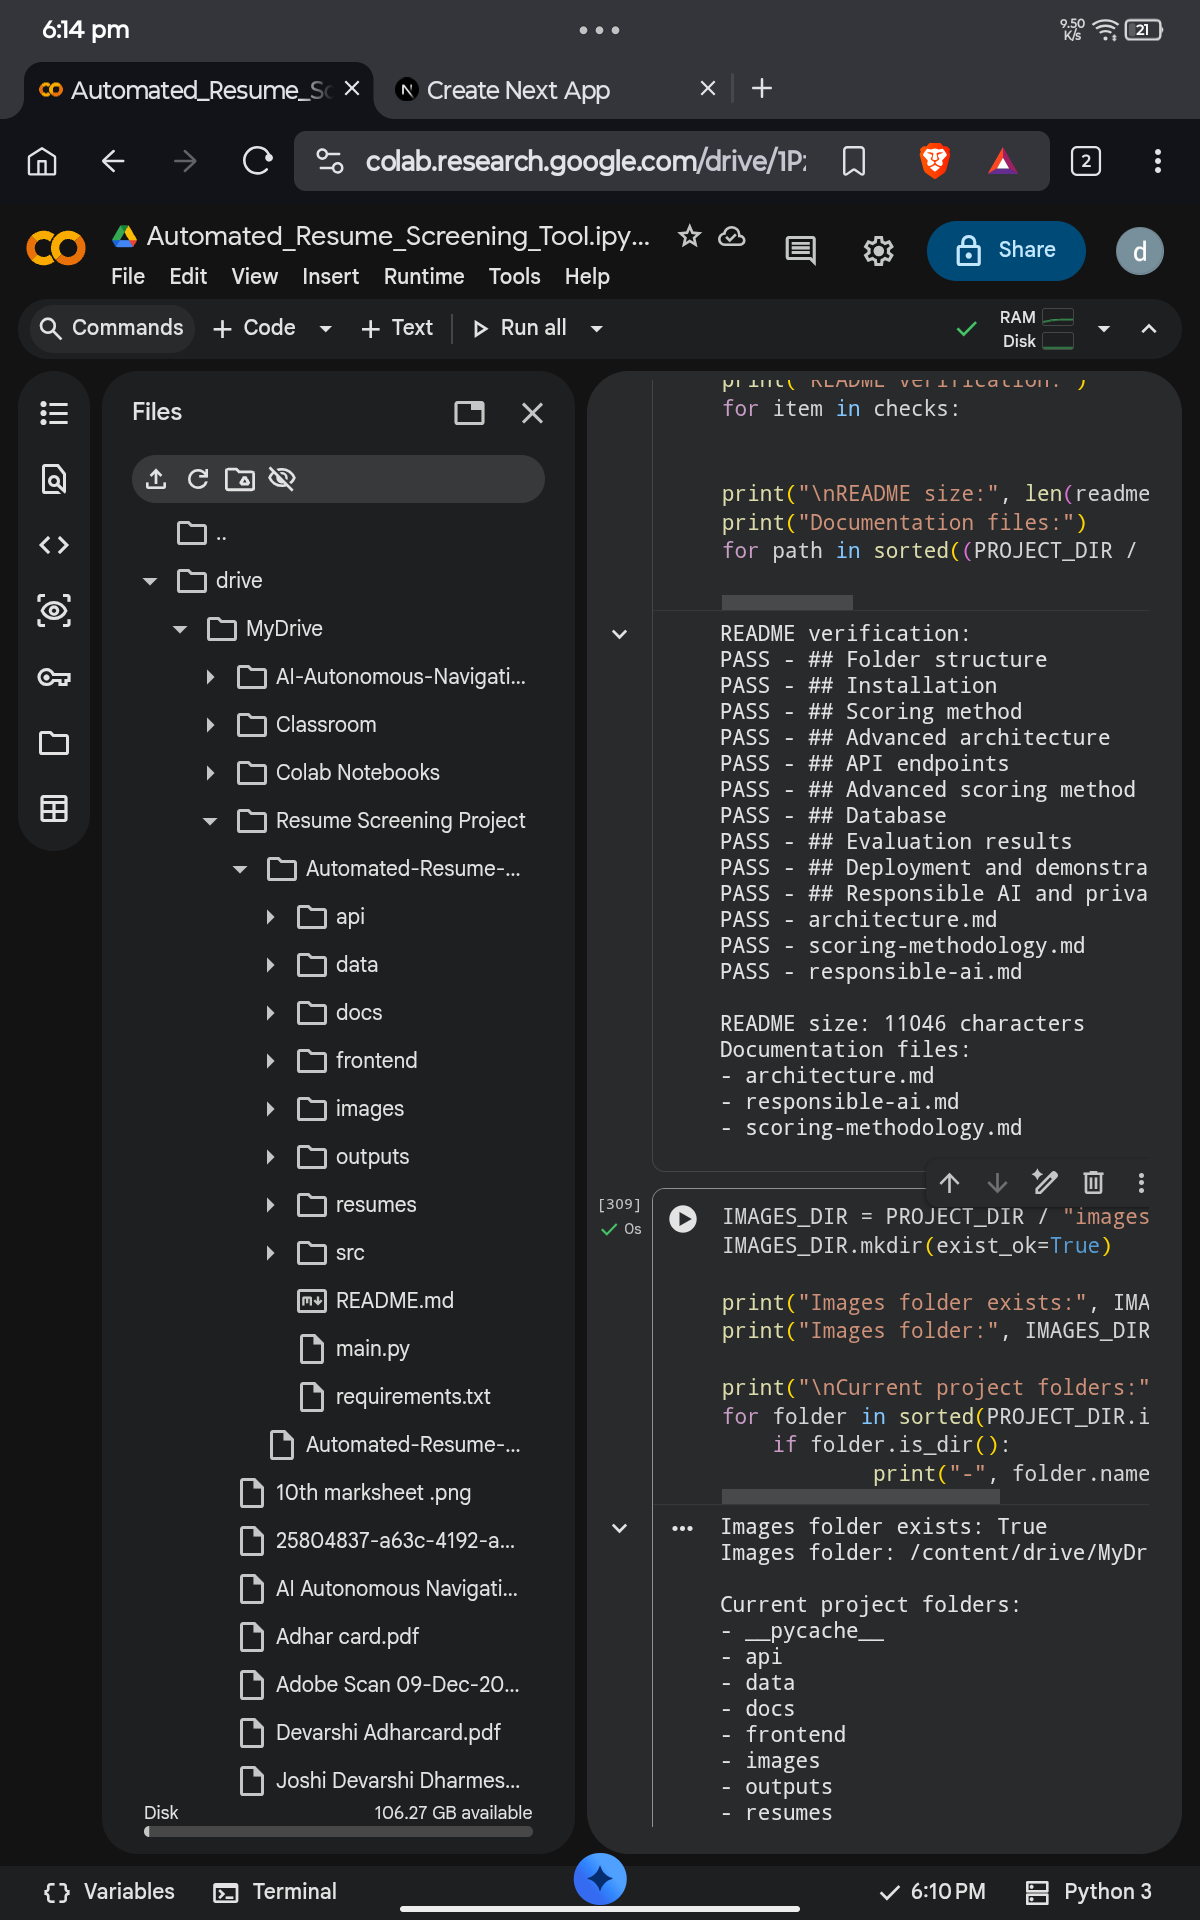 6:14 pm
9.50 K/s
21
Automated_Resume_Sc
Create Next App
colab.research.google.com/drive/1P
2
Automated_Resume_Screening_Tool.ipy...
File Edit View Insert Runtime Tools Help
Share
d
Commands
+ Code
+ Text
Run all
RAM
Disk
Files
..
drive
MyDrive
AI-Autonomous-Navigati...
Classroom
Colab Notebooks
Resume Screening Project
Automated-Resume-...
api
data
docs
frontend
images
outputs
resumes
src
README.md
main.py
requirements.txt
Automated-Resume-...
10th marksheet .png
25804837-a63c-4192-a...
AI Autonomous Navigati...
Adhar card.pdf
Adobe Scan 09-Dec-20...
Devarshi Adharcard.pdf
Joshi Devarshi Dharmes...
Disk
106.27 GB available
print("README verification:")
for item in checks:
print("\nREADME size:", len(readme
print("Documentation files:")
for path in sorted((PROJECT_DIR /
README verification:
PASS - ## Folder structure
PASS - ## Installation
PASS - ## Scoring method
PASS - ## Advanced architecture
PASS - ## API endpoints
PASS - ## Advanced scoring method
PASS - ## Database
PASS - ## Evaluation results
PASS - ## Deployment and demonstra
PASS - ## Responsible AI and priva
PASS - architecture.md
PASS - scoring-methodology.md
PASS - responsible-ai.md
README size: 11046 characters
Documentation files:
- architecture.md
- responsible-ai.md
- scoring-methodology.md
[309]
0s
IMAGES_DIR = PROJECT_DIR / "images
IMAGES_DIR.mkdir(exist_ok=True)
print("Images folder exists:", IMA
print("Images folder:", IMAGES_DIR
print("\nCurrent project folders:"
for folder in sorted(PROJECT_DIR.i
if folder.is_dir():
print("-", folder.name
Images folder exists: True
Images folder: /content/drive/MyDr
Current project folders:
- __pycache__
- api
- data
- docs
- frontend
- images
- outputs
- resumes
{} Variables
Terminal
6:10 PM
Python 3